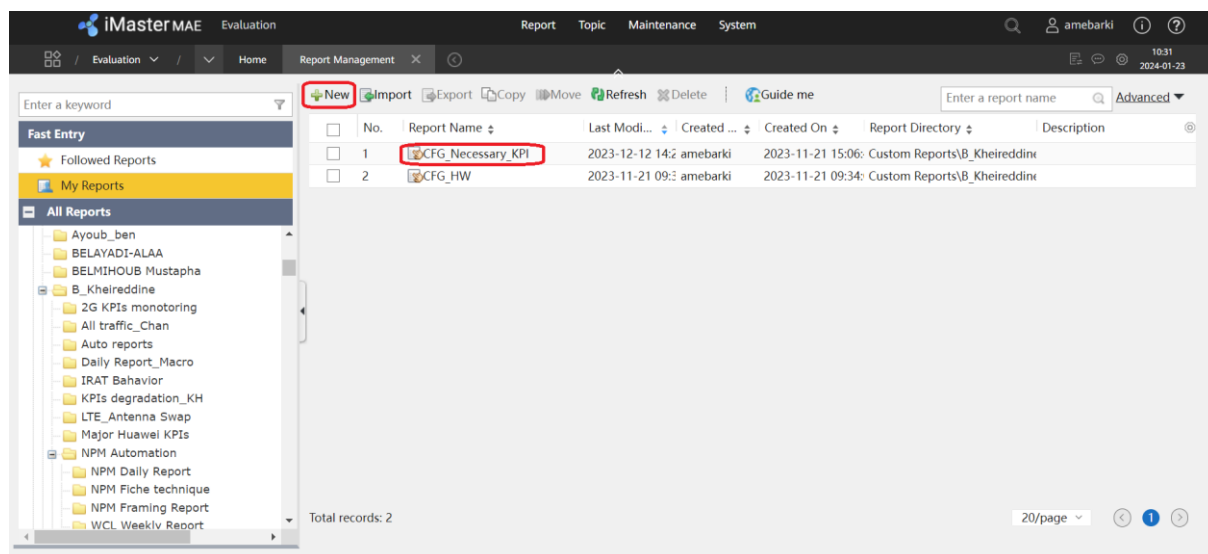 iMaster MAE Evaluation Report Topic Maintenance System amebarki
/ Evaluation / Home Report Management 10:31
2024-01-23
Enter a keyword
New Import Export Copy Move Refresh Delete Guide me Enter a report name Advanced
Fast Entry
Followed Reports
My Reports
All Reports
Ayoub_ben
BELAYADI-ALAA
BELMIHOUB Mustapha
B_Kheireddine
2G KPIs monotoring
All traffic_Chan
Auto reports
Daily Report_Macro
IRAT Bahavior
KPIs degradation_KH
LTE_Antenna Swap
Major Huawei KPIs
NPM Automation
NPM Daily Report
NPM Fiche technique
NPM Framing Report
WCL Weekly Report
No. Report Name Last Modi... Created ... Created On Report Directory Description
1 CFG_Necessary_KPI 2023-12-12 14:2 amebarki 2023-11-21 15:06: Custom Reports\B_Kheireddine
2 CFG_HW 2023-11-21 09:3 amebarki 2023-11-21 09:34: Custom Reports\B_Kheireddine
Total records: 2 20/page 1